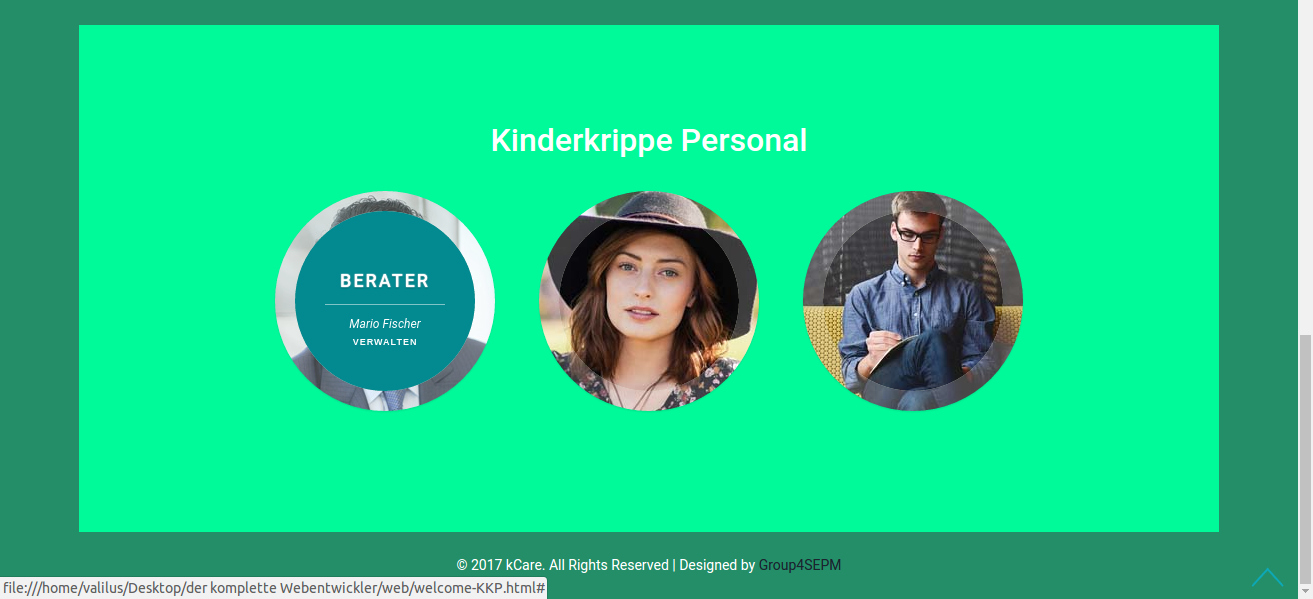 Kinderkrippe Personal
BERATER
Mario Fischer
VERWALTEN
© 2017 kCare. All Rights Reserved | Designed by Group4SEPM
file:///home/valilus/Desktop/der komplette Webentwickler/web/welcome-KKP.html#